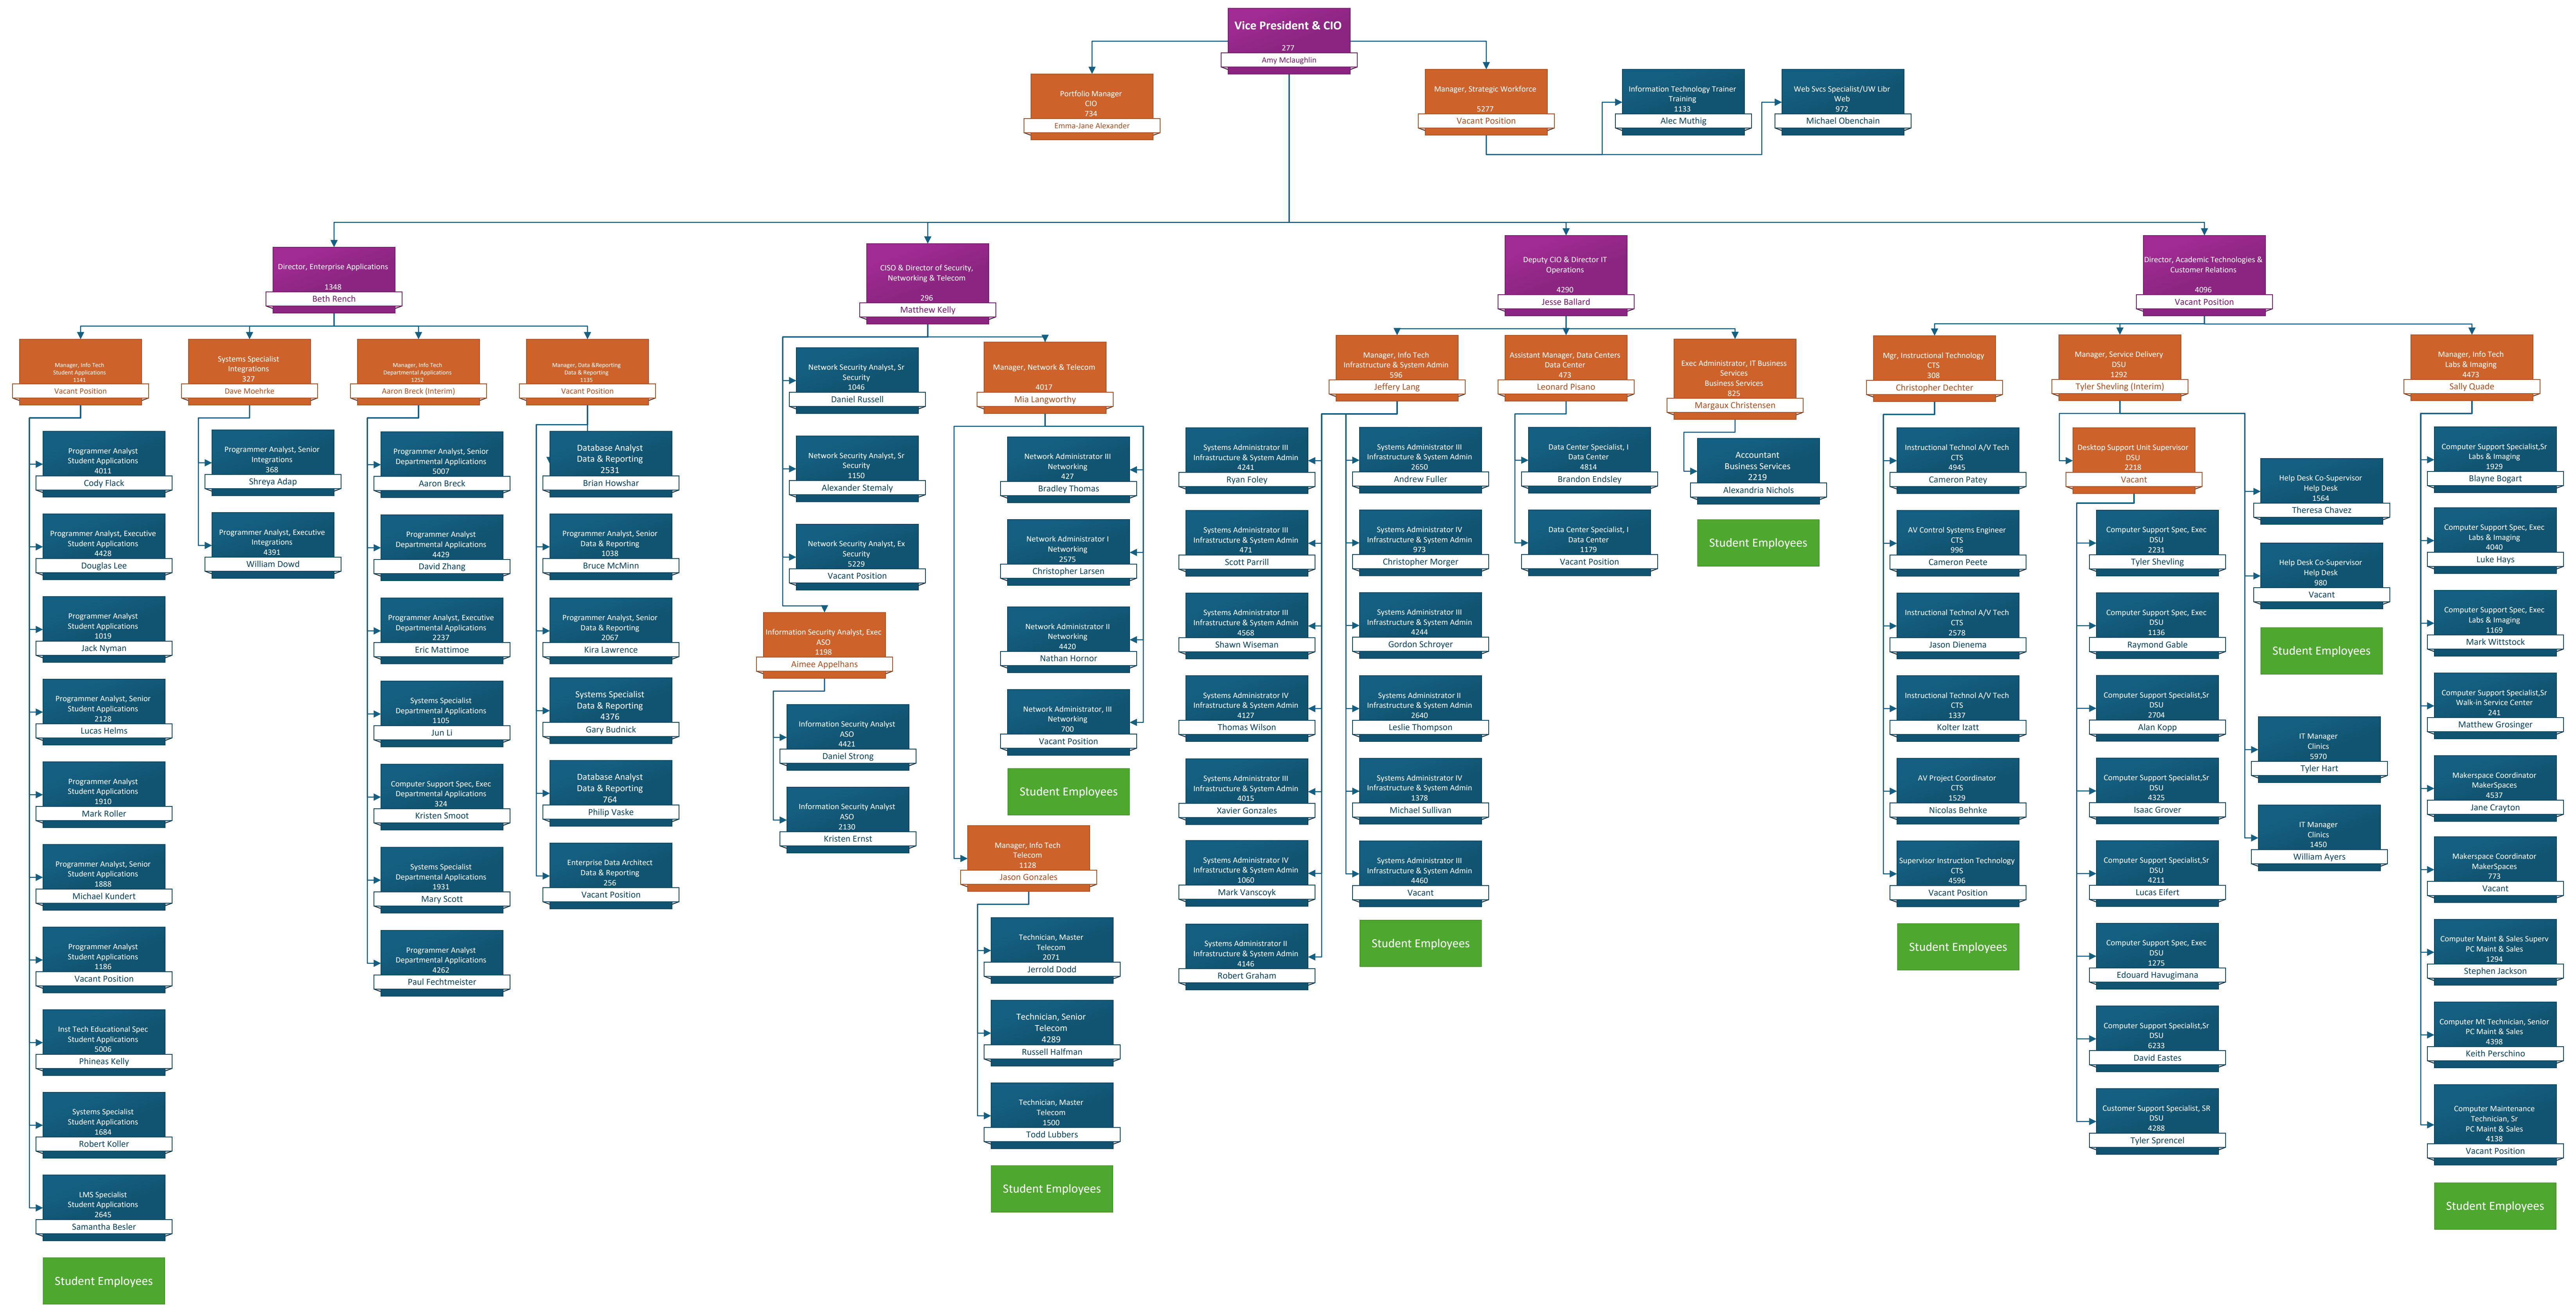 Vice President & CIO
277
Amy Mclaughlin
Portfolio Manager
CIO
734
Emma-Jane Alexander
Manager, Strategic Workforce
5277
Vacant Position
Information Technology Trainer
Training
1133
Alec Muthig
Web Svcs Specialist/UW Libr
Web
972
Michael Obenchain
Director, Enterprise Applications
1348
Beth Rench
Manager, Info Tech
Student Applications
1141
Vacant Position
Programmer Analyst
Student Applications
4011
Cody Flack
Programmer Analyst, Executive
Student Applications
4428
Douglas Lee
Programmer Analyst
Student Applications
1019
Jack Nyman
Programmer Analyst, Senior
Student Applications
2128
Lucas Helms
Programmer Analyst
Student Applications
1910
Mark Roller
Programmer Analyst, Senior
Student Applications
1888
Michael Kundert
Programmer Analyst
Student Applications
1186
Vacant Position
Inst Tech Educational Spec
Student Applications
5006
Phineas Kelly
Systems Specialist
Student Applications
1684
Robert Koller
LMS Specialist
Student Applications
2645
Samantha Besler
Student Employees
Systems Specialist
Integrations
327
Dave Moehrke
Programmer Analyst, Senior
Integrations
368
Shreya Adap
Programmer Analyst, Executive
Integrations
4391
William Dowd
Manager, Info Tech
Departmental Applications
1252
Aaron Breck (Interim)
Programmer Analyst, Senior
Departmental Applications
5007
Aaron Breck
Programmer Analyst
Departmental Applications
4429
David Zhang
Programmer Analyst, Executive
Departmental Applications
2237
Eric Mattimoe
Systems Specialist
Departmental Applications
1105
Jun Li
Computer Support Spec, Exec
Departmental Applications
324
Kristen Smoot
Systems Specialist
Departmental Applications
1931
Mary Scott
Programmer Analyst
Departmental Applications
4262
Paul Fechtmeister
Manager, Data &Reporting
Data & Reporting
1135
Vacant Position
Database Analyst
Data & Reporting
2531
Brian Howshar
Programmer Analyst, Senior
Data & Reporting
1038
Bruce McMinn
Programmer Analyst, Senior
Data & Reporting
2067
Kira Lawrence
Systems Specialist
Data & Reporting
4376
Gary Budnick
Database Analyst
Data & Reporting
764
Philip Vaske
Enterprise Data Architect
Data & Reporting
256
Vacant Position
CISO & Director of Security,
Networking & Telecom
296
Matthew Kelly
Network Security Analyst, Sr
Security
1046
Daniel Russell
Network Security Analyst, Sr
Security
1150
Alexander Stemaly
Network Security Analyst, Ex
Security
5229
Vacant Position
Information Security Analyst, Exec
ASO
1198
Aimee Appelhans
Information Security Analyst
ASO
4421
Daniel Strong
Information Security Analyst
ASO
2130
Kristen Ernst
Manager, Network & Telecom
4017
Mia Langworthy
Network Administrator III
Networking
427
Bradley Thomas
Network Administrator I
Networking
2575
Christopher Larsen
Network Administrator II
Networking
4420
Nathan Hornor
Network Administrator, III
Networking
700
Vacant Position
Student Employees
Manager, Info Tech
Telecom
1128
Jason Gonzales
Technician, Master
Telecom
2071
Jerrold Dodd
Technician, Senior
Telecom
4289
Russell Halfman
Technician, Master
Telecom
1500
Todd Lubbers
Student Employees
Deputy CIO & Director IT
Operations
4290
Jesse Ballard
Manager, Info Tech
Infrastructure & System Admin
596
Jeffery Lang
Systems Administrator III
Infrastructure & System Admin
4241
Ryan Foley
Systems Administrator III
Infrastructure & System Admin
471
Scott Parrill
Systems Administrator III
Infrastructure & System Admin
4568
Shawn Wiseman
Systems Administrator IV
Infrastructure & System Admin
4127
Thomas Wilson
Systems Administrator III
Infrastructure & System Admin
4015
Xavier Gonzales
Systems Administrator IV
Infrastructure & System Admin
1060
Mark Vanscoyk
Systems Administrator II
Infrastructure & System Admin
4146
Robert Graham
Systems Administrator III
Infrastructure & System Admin
2650
Andrew Fuller
Systems Administrator IV
Infrastructure & System Admin
973
Christopher Morger
Systems Administrator III
Infrastructure & System Admin
4244
Gordon Schroyer
Systems Administrator II
Infrastructure & System Admin
2640
Leslie Thompson
Systems Administrator IV
Infrastructure & System Admin
1378
Michael Sullivan
Systems Administrator III
Infrastructure & System Admin
4460
Vacant
Student Employees
Assistant Manager, Data Centers
Data Center
473
Leonard Pisano
Data Center Specialist, I
Data Center
4814
Brandon Endsley
Data Center Specialist, I
Data Center
1179
Vacant Position
Exec Administrator, IT Business
Services
Business Services
825
Margaux Christensen
Accountant
Business Services
2219
Alexandria Nichols
Student Employees
Director, Academic Technologies &
Customer Relations
4096
Vacant Position
Mgr, Instructional Technology
CTS
308
Christopher Dechter
Instructional Technol A/V Tech
CTS
4945
Cameron Patey
AV Control Systems Engineer
CTS
996
Cameron Peete
Instructional Technol A/V Tech
CTS
2578
Jason Dienema
Instructional Technol A/V Tech
CTS
1337
Kolter Izatt
AV Project Coordinator
CTS
1529
Nicolas Behnke
Supervisor Instruction Technology
CTS
4596
Vacant Position
Student Employees
Manager, Service Delivery
DSU
1292
Tyler Shevling (Interim)
Desktop Support Unit Supervisor
DSU
2218
Vacant
Computer Support Spec, Exec
DSU
2231
Tyler Shevling
Computer Support Spec, Exec
DSU
1136
Raymond Gable
Computer Support Specialist,Sr
DSU
2704
Alan Kopp
Computer Support Specialist,Sr
DSU
4325
Isaac Grover
Computer Support Specialist,Sr
DSU
4211
Lucas Eifert
Computer Support Spec, Exec
DSU
1275
Edouard Havugimana
Computer Support Specialist,Sr
DSU
6233
David Eastes
Customer Support Specialist, SR
DSU
4288
Tyler Sprencel
Help Desk Co-Supervisor
Help Desk
1564
Theresa Chavez
Help Desk Co-Supervisor
Help Desk
980
Vacant
Student Employees
IT Manager
Clinics
5970
Tyler Hart
IT Manager
Clinics
1450
William Ayers
Manager, Info Tech
Labs & Imaging
4473
Sally Quade
Computer Support Specialist,Sr
Labs & Imaging
1929
Blayne Bogart
Computer Support Spec, Exec
Labs & Imaging
4040
Luke Hays
Computer Support Spec, Exec
Labs & Imaging
1169
Mark Wittstock
Computer Support Specialist,Sr
Walk-in Service Center
241
Matthew Grosinger
Makerspace Coordinator
MakerSpaces
4537
Jane Crayton
Makerspace Coordinator
MakerSpaces
773
Vacant
Computer Maint & Sales Superv
PC Maint & Sales
1294
Stephen Jackson
Computer Mt Technician, Senior
PC Maint & Sales
4398
Keith Perschino
Computer Maintenance
Technician, Sr
PC Maint & Sales
4138
Vacant Position
Student Employees